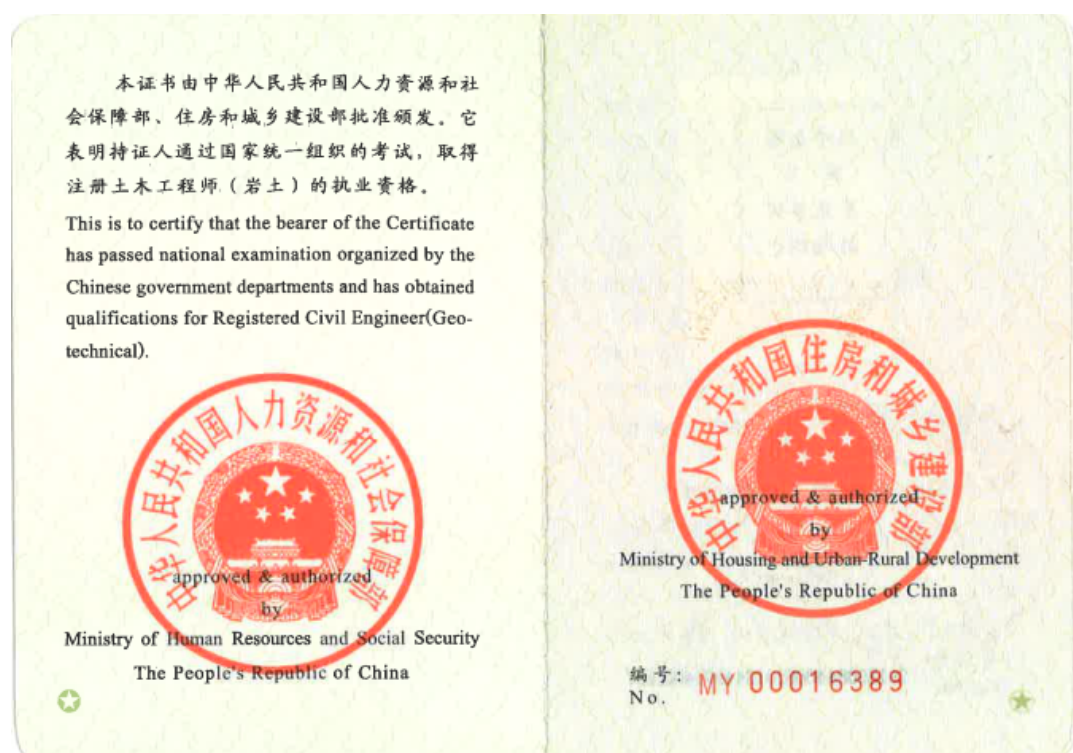 本证书由中华人民共和国人力资源和社
会保障部、住房和城乡建设部批准颁发。它
表明持证人通过国家统一组织的考试，取得
注册土木工程师（岩土）的执业资格。
This is to certify that the bearer of the Certificate
has passed national examination organized by the
Chinese government departments and has obtained
qualifications for Registered Civil Engineer(Geo-
technical).
中华人民共和国人力资源和社会保障部
approved & authorized
by
Ministry of Human Resources and Social Security
The People's Republic of China
中华人民共和国住房和城乡建设部
approved & authorized
by
Ministry of Housing and Urban-Rural Development
The People's Republic of China
编号：
No. MY 00016389